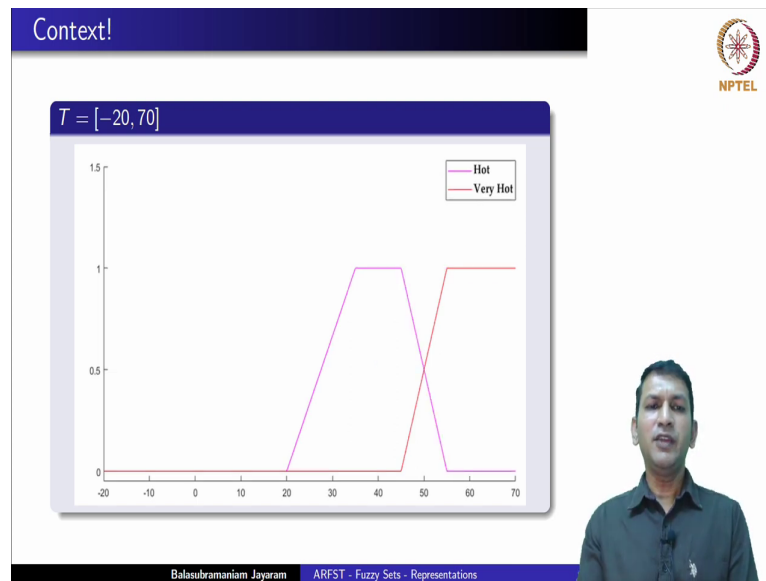 Context!
NPTEL
T = [−20, 70]
1.5
Hot
Very Hot
1
0.5
0
-20 -10 0 10 20 30 40 50 60 70
Balasubramaniam Jayaram ARFST - Fuzzy Sets - Representations